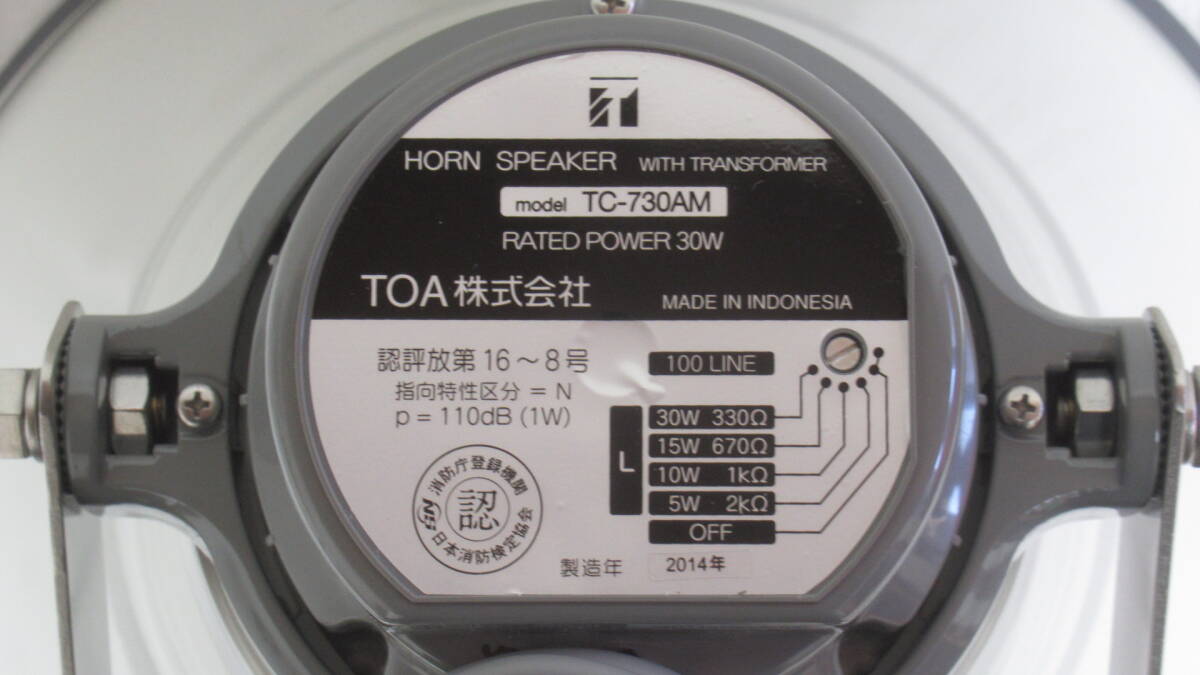 HORN SPEAKER WITH TRANSFORMER
model TC-730AM
RATED POWER 30W
TOA株式会社
MADE IN INDONESIA
認評放第16～8号
指向特性区分＝N
p＝110dB (1W)
100 LINE
L
30W 330Ω
15W 670Ω
10W 1kΩ
5W 2kΩ
OFF
消防庁登録機関
認
NS
日本消防検定協会
製造年 2014年